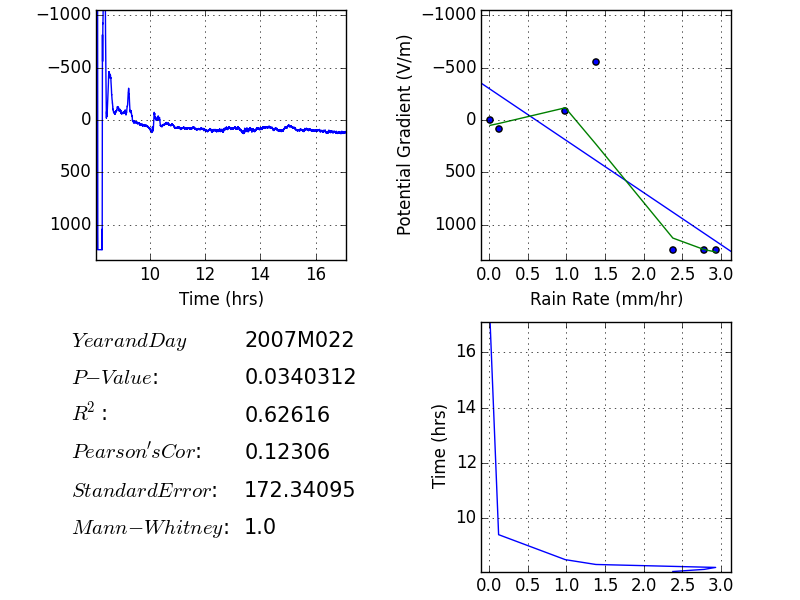 −1000
−500
0
500
1000
10 12 14 16
Time (hrs)
−1000
−500
0
500
1000
Potential Gradient (V/m)
0.0 0.5 1.0 1.5 2.0 2.5 3.0
Rain Rate (mm/hr)
YearandDay 2007M022
P−Value: 0.0340312
R²: 0.62616
Pearson'sCor: 0.12306
StandardError: 172.34095
Mann−Whitney: 1.0
16
14
12
10
Time (hrs)
0.0 0.5 1.0 1.5 2.0 2.5 3.0